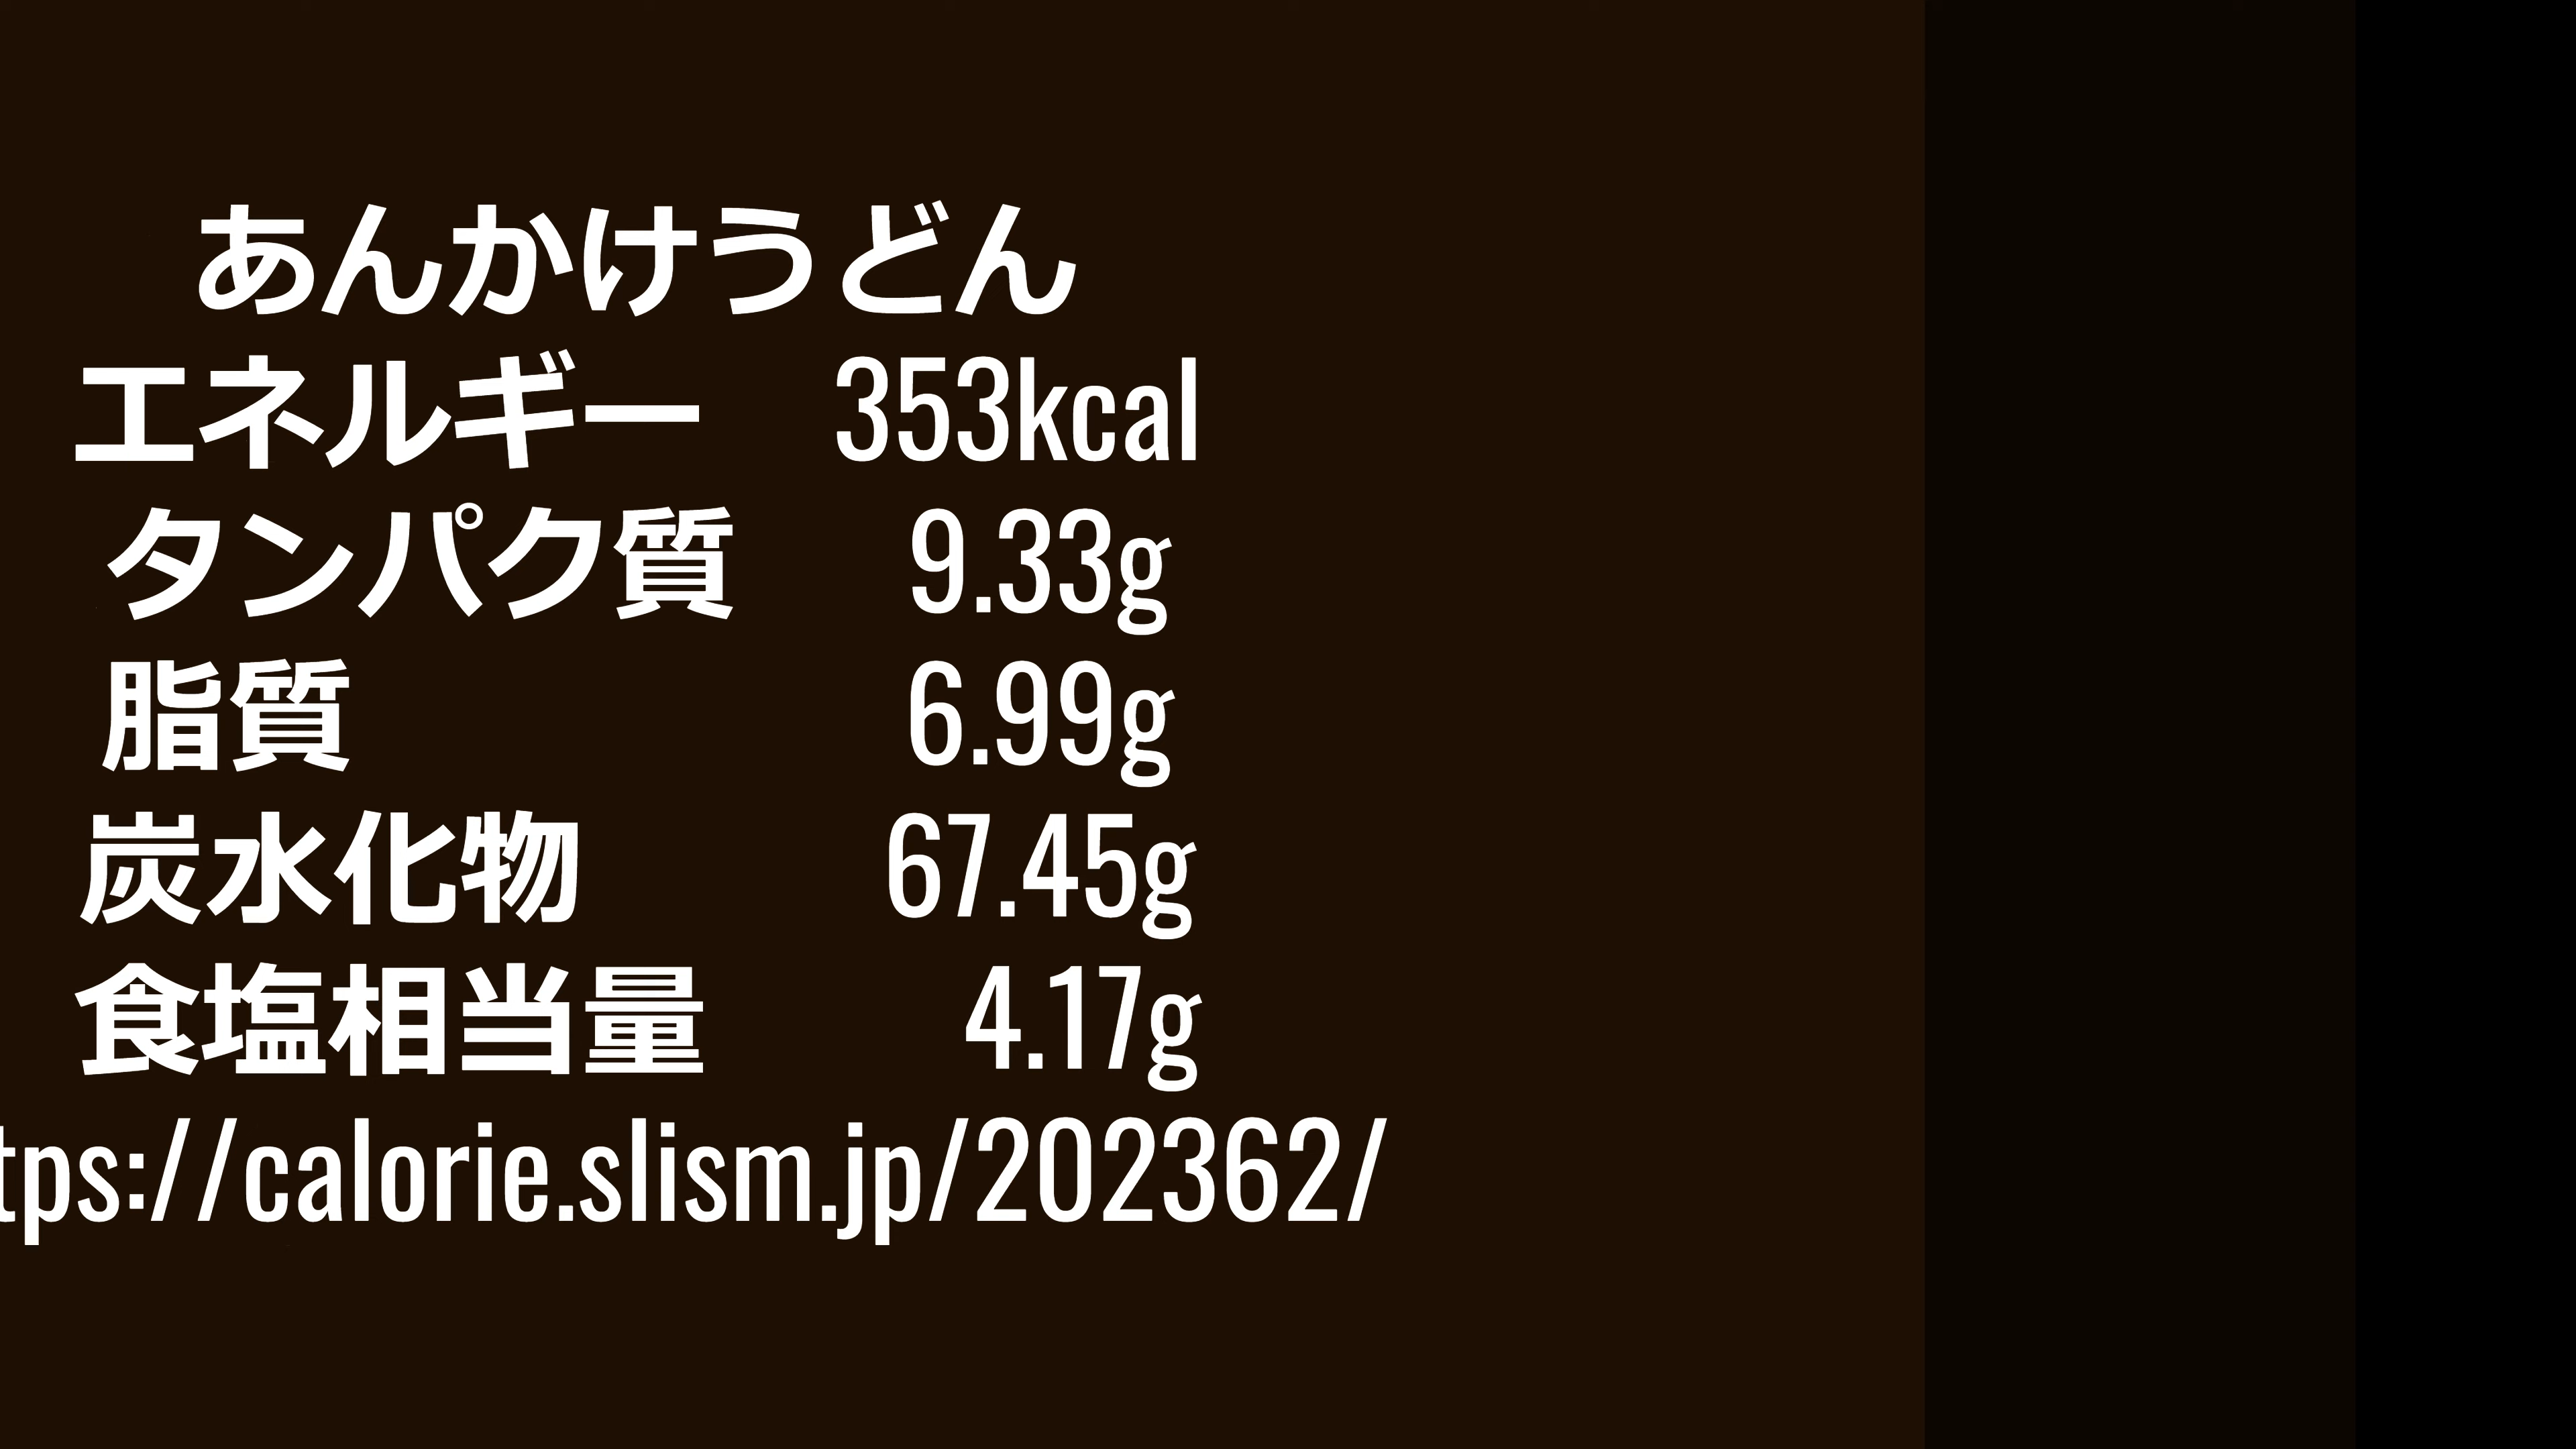 あんかけうどん
エネルギー 353kcal
タンパク質 9.33g
脂質 6.99g
炭水化物 67.45g
食塩相当量 4.17g
tps://calorie.slism.jp/202362/